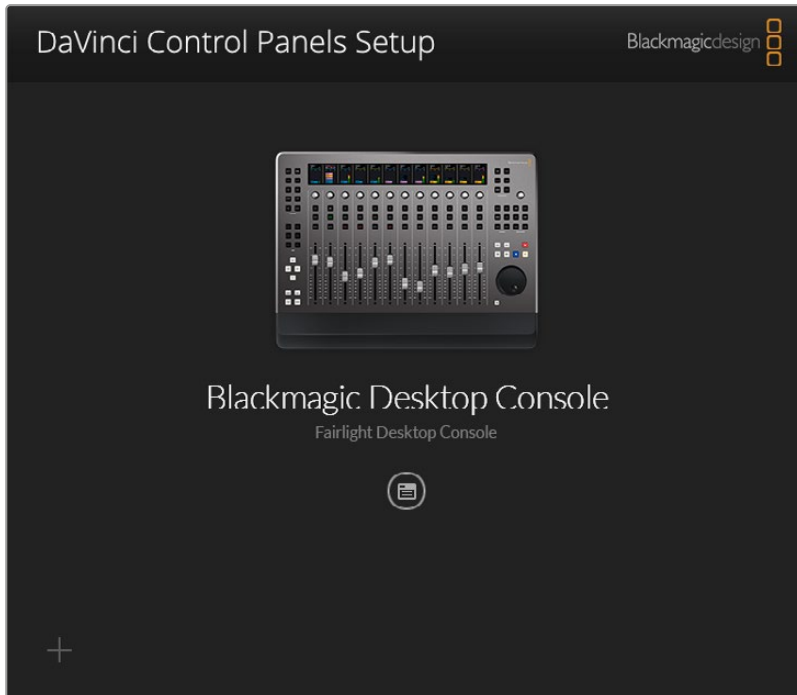 DaVinci Control Panels Setup
Blackmagicdesign
Blackmagic Desktop Console
Fairlight Desktop Console